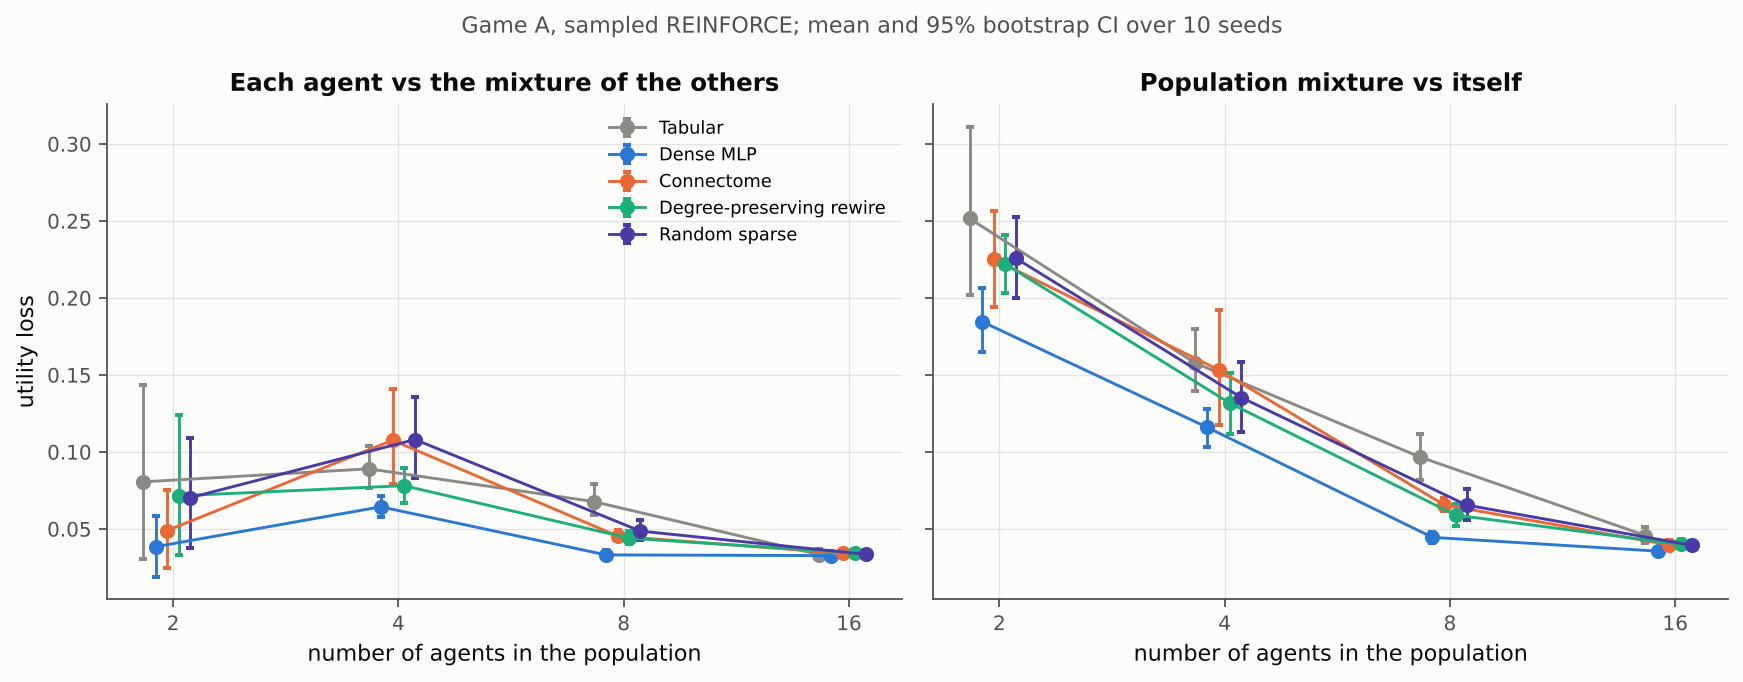 Game A, sampled REINFORCE; mean and 95% bootstrap CI over 10 seeds
Each agent vs the mixture of the others
Population mixture vs itself
utility loss
0.30
0.25
0.20
0.15
0.10
0.05
Tabular
Dense MLP
Connectome
Degree-preserving rewire
Random sparse
2 4 8 16
number of agents in the population
2 4 8 16
number of agents in the population